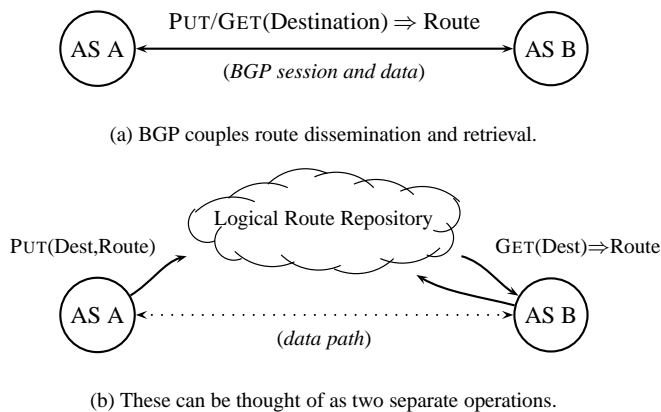 PUT/GET(Destination) ⇒ Route
AS A
AS B
(BGP session and data)
(a) BGP couples route dissemination and retrieval.
Logical Route Repository
PUT(Dest,Route)
GET(Dest)⇒Route
AS A
AS B
(data path)
(b) These can be thought of as two separate operations.